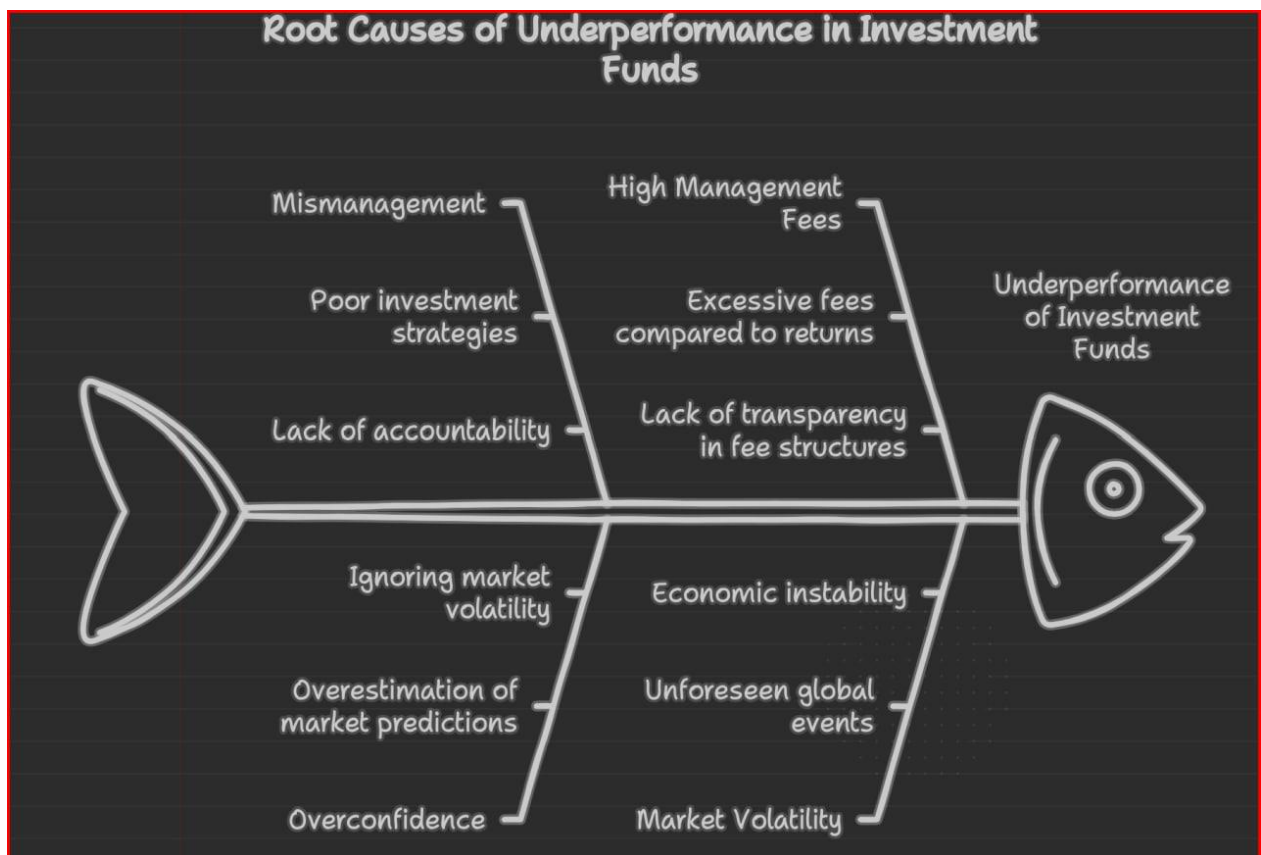 Root Causes of Underperformance in Investment
Funds
Mismanagement
High Management
Fees
Poor investment
strategies
Excessive fees
compared to returns
Underperformance
of Investment
Funds
Lack of accountability
Lack of transparency
in fee structures
Ignoring market
volatility
Economic instability
Overestimation of
market predictions
Unforeseen global
events
Overconfidence
Market Volatility